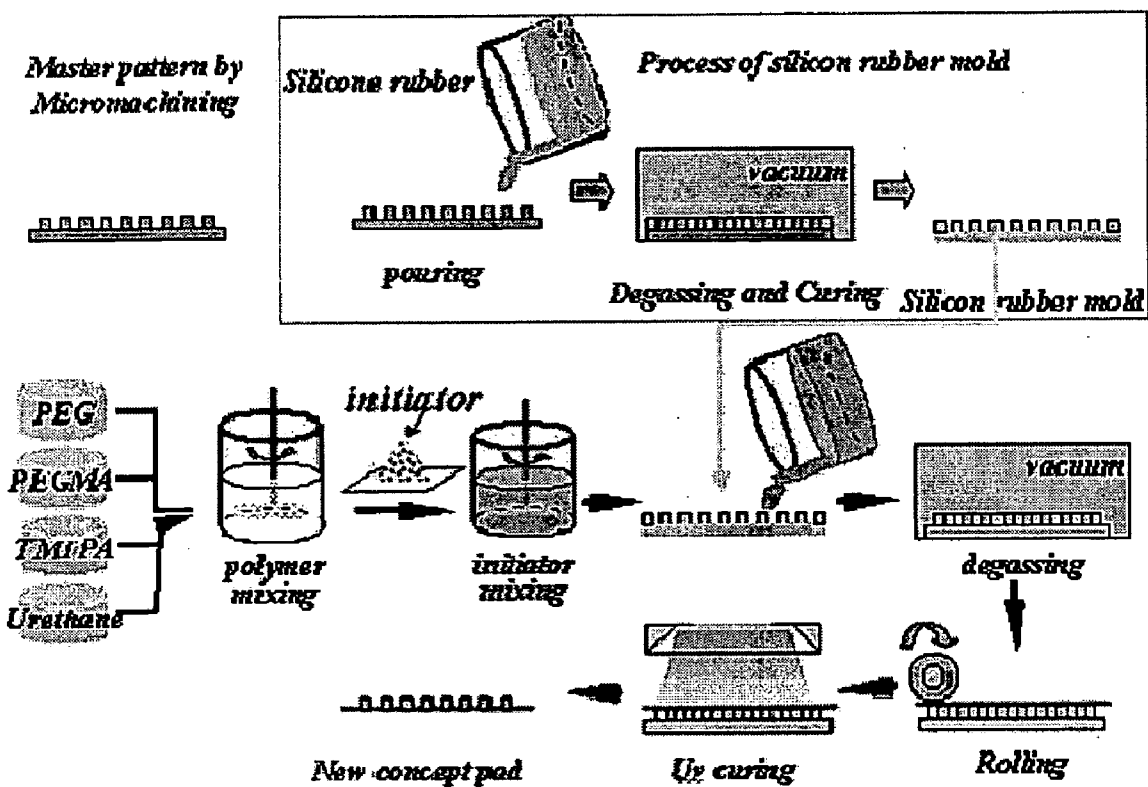 Master pattern by
Micromachining
Silicone rubber
Process of silicon rubber mold
vacuum
pouring
Degassing and Curing
Silicon rubber mold
PEG
PEGMA
TMPPA
Urethane
initiator
polymer
mixing
initiator
mixing
vacuum
degassing
New concept pad
Uv curing
Rolling